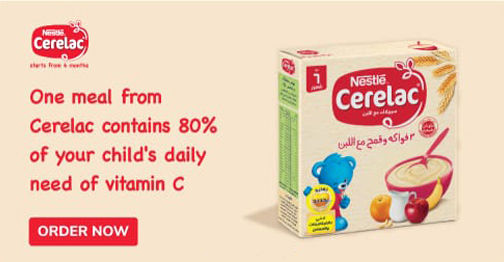 Nestlé
Cerelac
starts from 6 months
One meal from
Cerelac contains 80%
of your child's daily
need of vitamin C
ORDER NOW
Nestlé
Cerelac
٣ فواكه وقمح مع اللبن